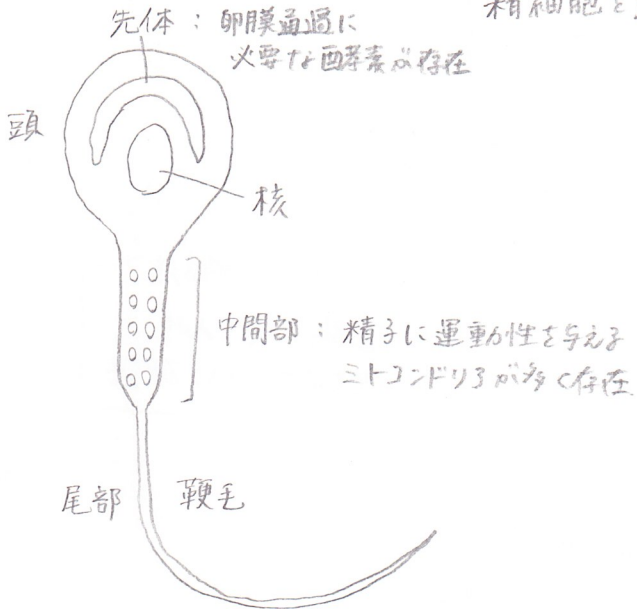 精細胞と
先体：卵膜通過に
必要な酵素が存在
頭
核
中間部：精子に運動性を与える
ミトコンドリアが多く存在
尾部 鞭毛